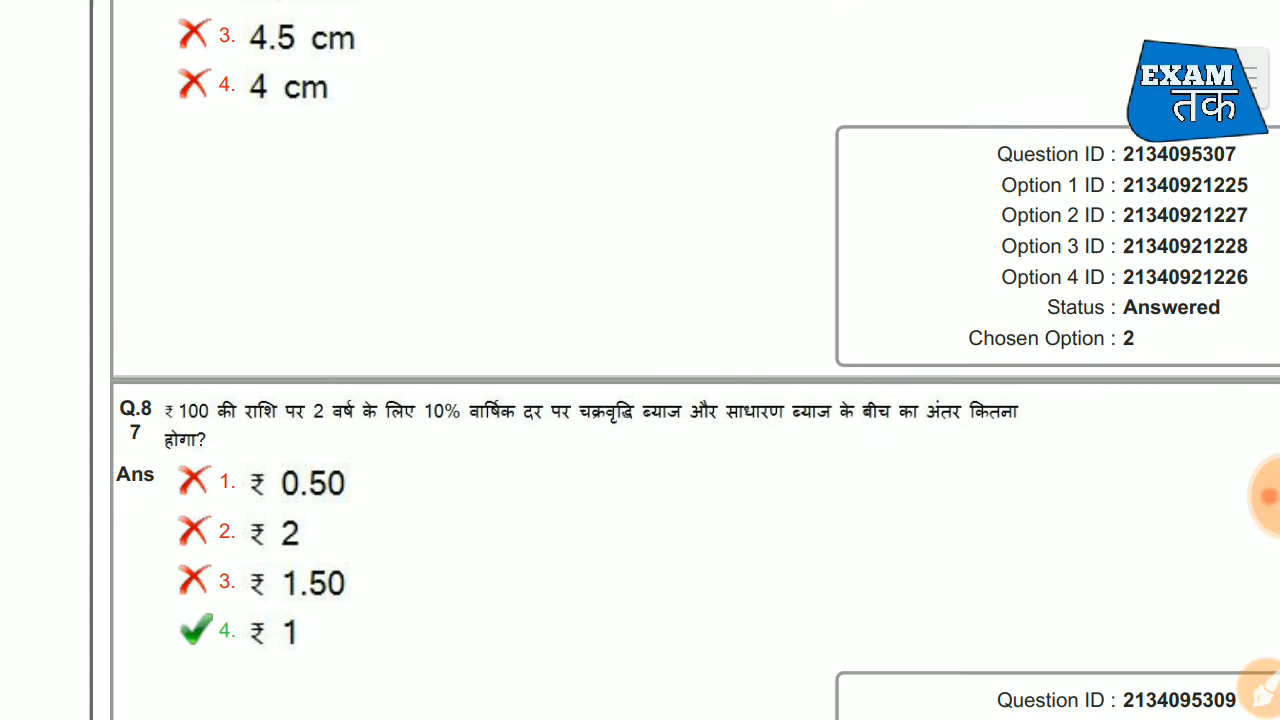 3. 4.5 cm
4. 4 cm
EXAM
तक
Question ID : 2134095307
Option 1 ID : 21340921225
Option 2 ID : 21340921227
Option 3 ID : 21340921228
Option 4 ID : 21340921226
Status : Answered
Chosen Option : 2
Q.8 ₹ 100 की राशि पर 2 वर्ष के लिए 10% वार्षिक दर पर चक्रवृद्धि ब्याज और साधारण ब्याज के बीच का अंतर कितना
7 होगा?
Ans 1. ₹ 0.50
2. ₹ 2
3. ₹ 1.50
4. ₹ 1
Question ID : 2134095309